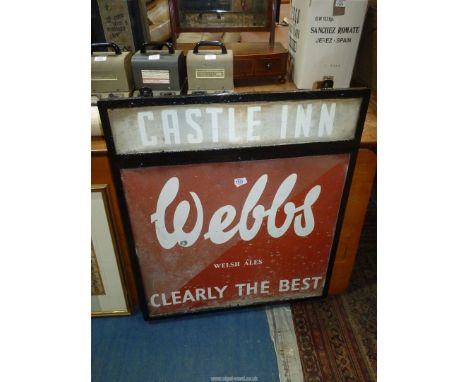 SANCHEZ ROMATE
JEREZ - SPAIN
CASTLE INN
Webbs
WELSH ALES
CLEARLY THE BEST